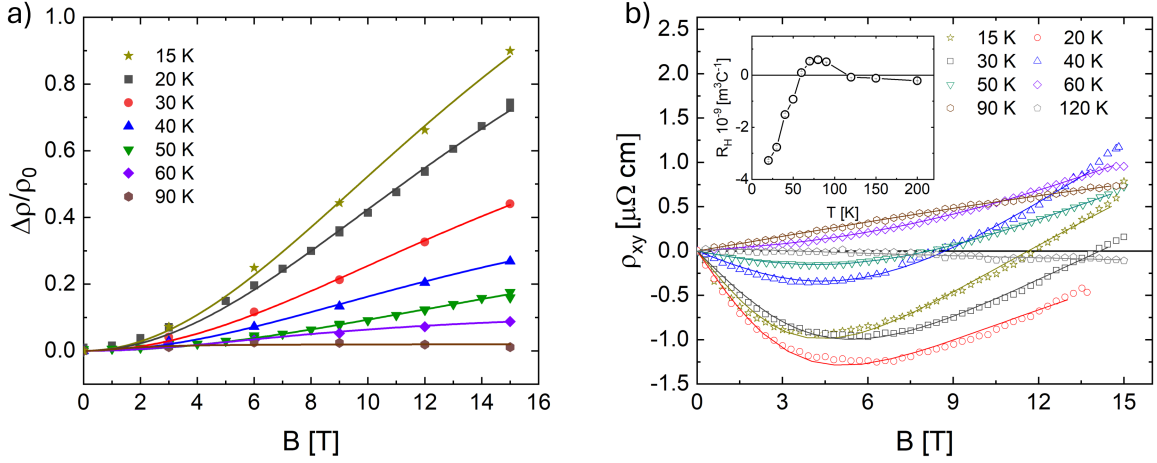 a)
1.0
0.8
0.6
0.4
0.2
0.0
Δρ/ρ0
15 K
20 K
30 K
40 K
50 K
60 K
90 K
0 2 4 6 8 10 12 14 16
B [T]
b)
2.5
2.0
1.5
1.0
0.5
0.0
-0.5
-1.0
-1.5
ρxy [μΩ cm]
15 K 20 K
30 K 40 K
50 K 60 K
90 K 120 K
0
-2
-4
RH 10-9 [m3C-1]
0 50 100 150 200
T [K]
0 3 6 9 12 15
B [T]